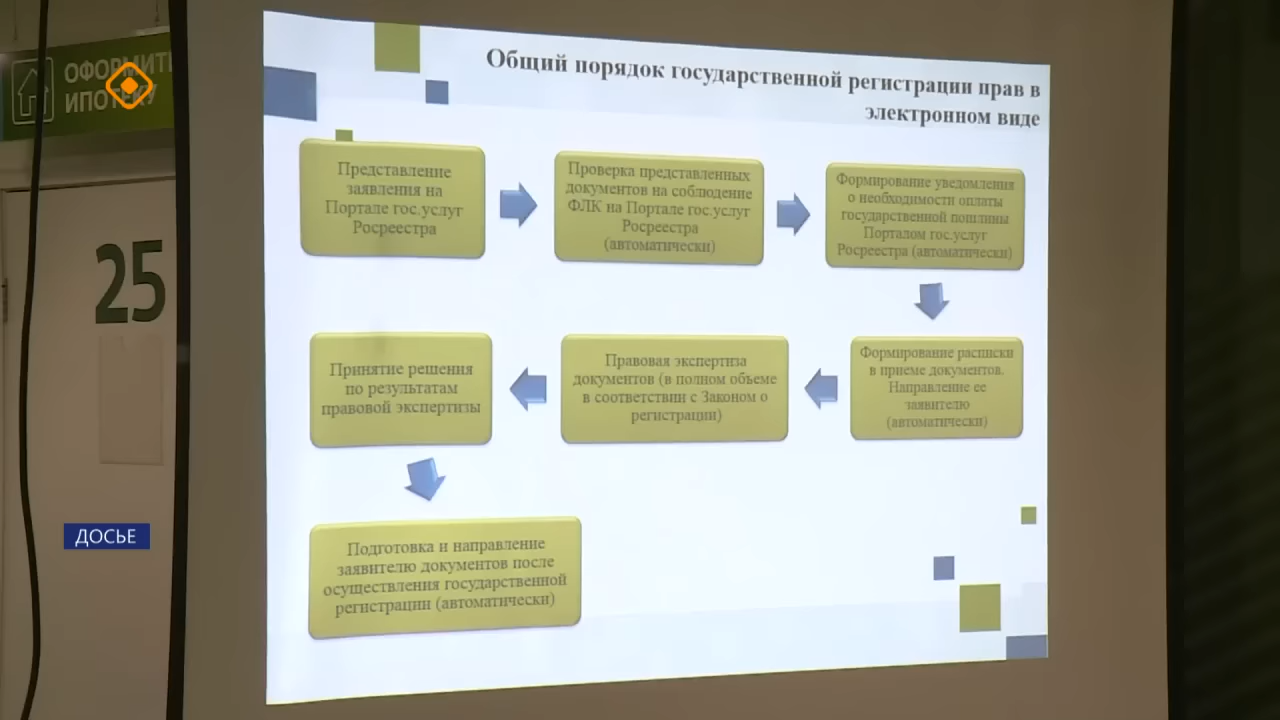 ОФОРМИТ
ИПОТЕКУ
25
ДОСЬЕ
Общий порядок государственной регистрации прав в
электронном виде
Представление
заявления на
Портале гос.услуг
Росреестра
Проверка представленных
документов на соблюдение
ФЛК на Портале гос.услуг
Росреестра
(автоматически)
Формирование уведомления
о необходимости оплаты
государственной пошлины
Порталом гос.услуг
Росреестра (автоматически)
Формирование расписки
в приеме документов.
Направление ее
заявителю
(автоматически)
Правовая экспертиза
документов (в полном объеме
в соответствии с Законом о
регистрации)
Принятие решения
по результатам
правовой экспертизы
Подготовка и направление
заявителю документов после
осуществления государственной
регистрации (автоматически)